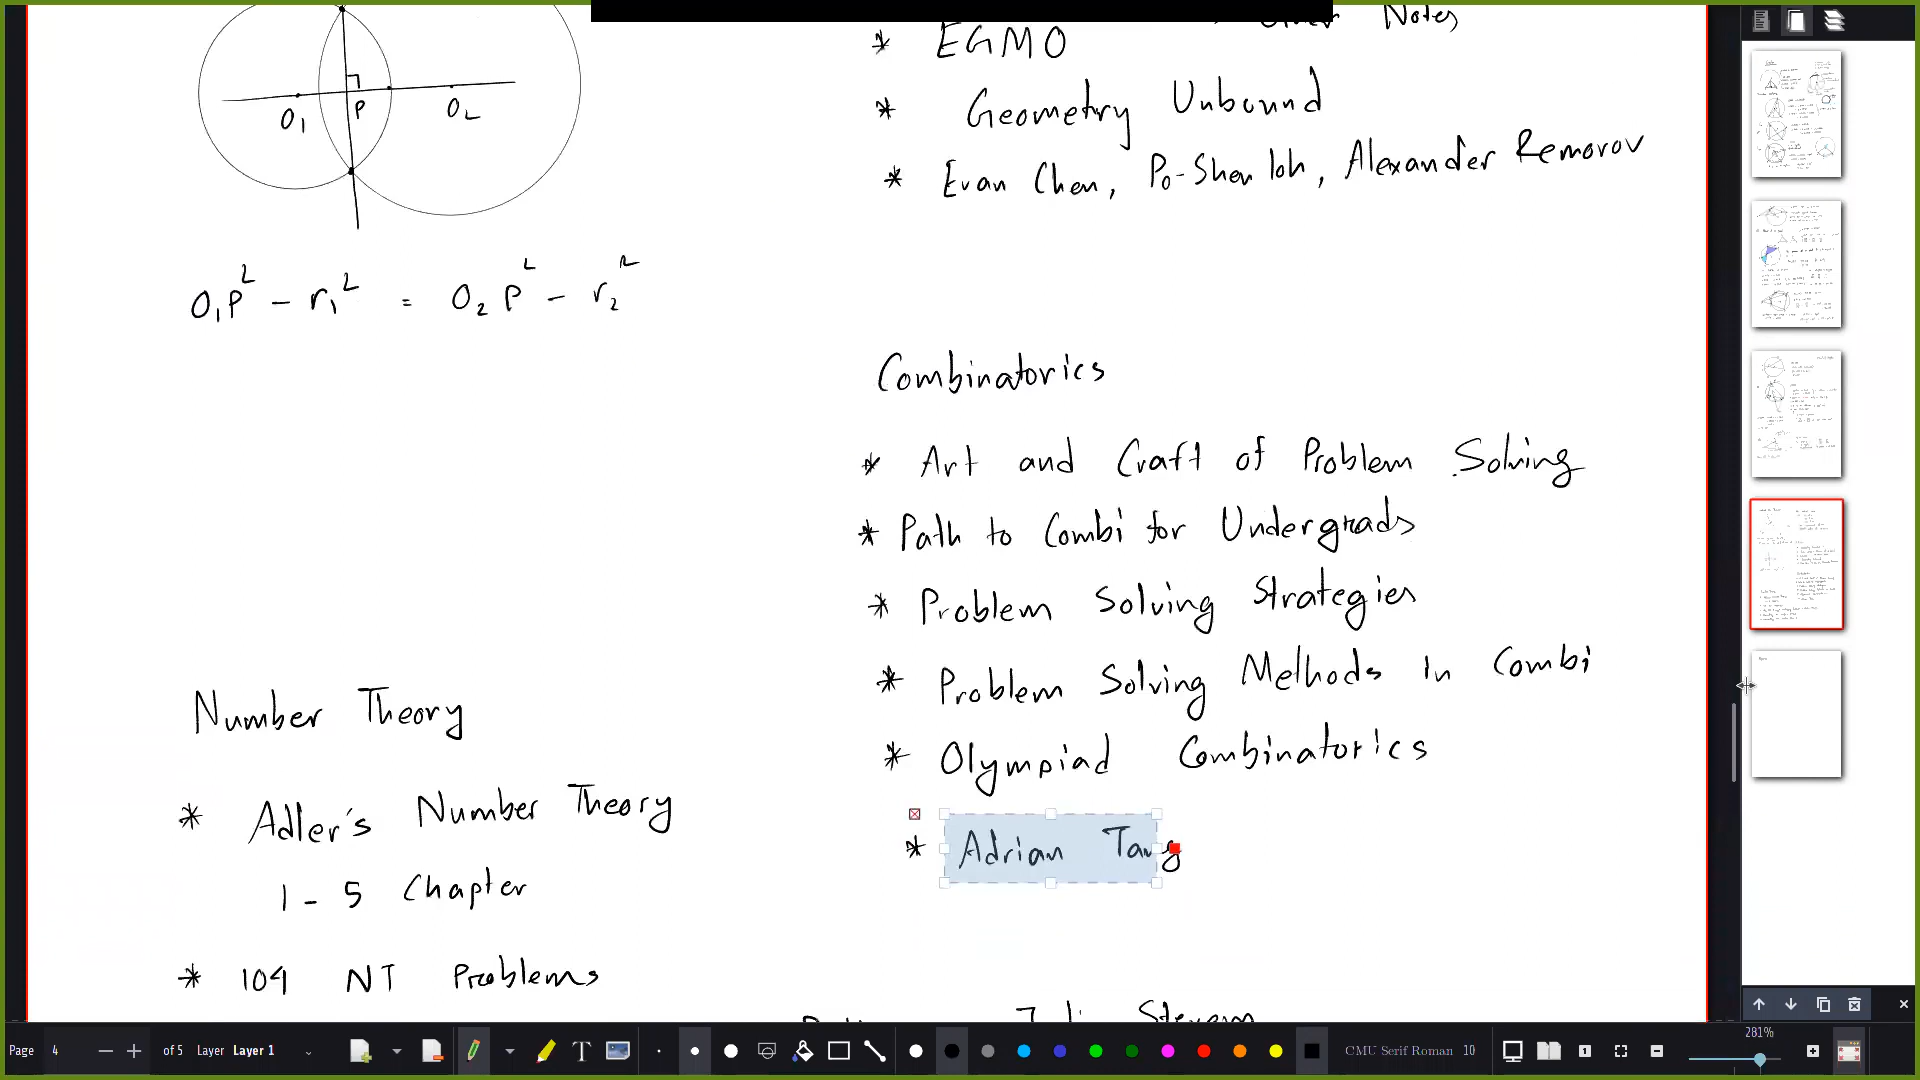 * EGMO
Notes
* Geometry Unbound
* Evan Chen, Po-Shen Loh, Alexander Remorov
O₁ P O₂
O₁P² - r₁² = O₂P² - r₂²
Combinatorics
* Art and Craft of Problem Solving
* Path to Combi for Undergrads
* Problem Solving Strategies
* Problem Solving Methods in Combi
* Olympiad Combinatorics
* Adrian Tang
Number Theory
* Adler's Number Theory
1 - 5 Chapter
* 104 NT Problems
Page 4 of 5 Layer Layer 1
CMU Serif Roman 10
281%